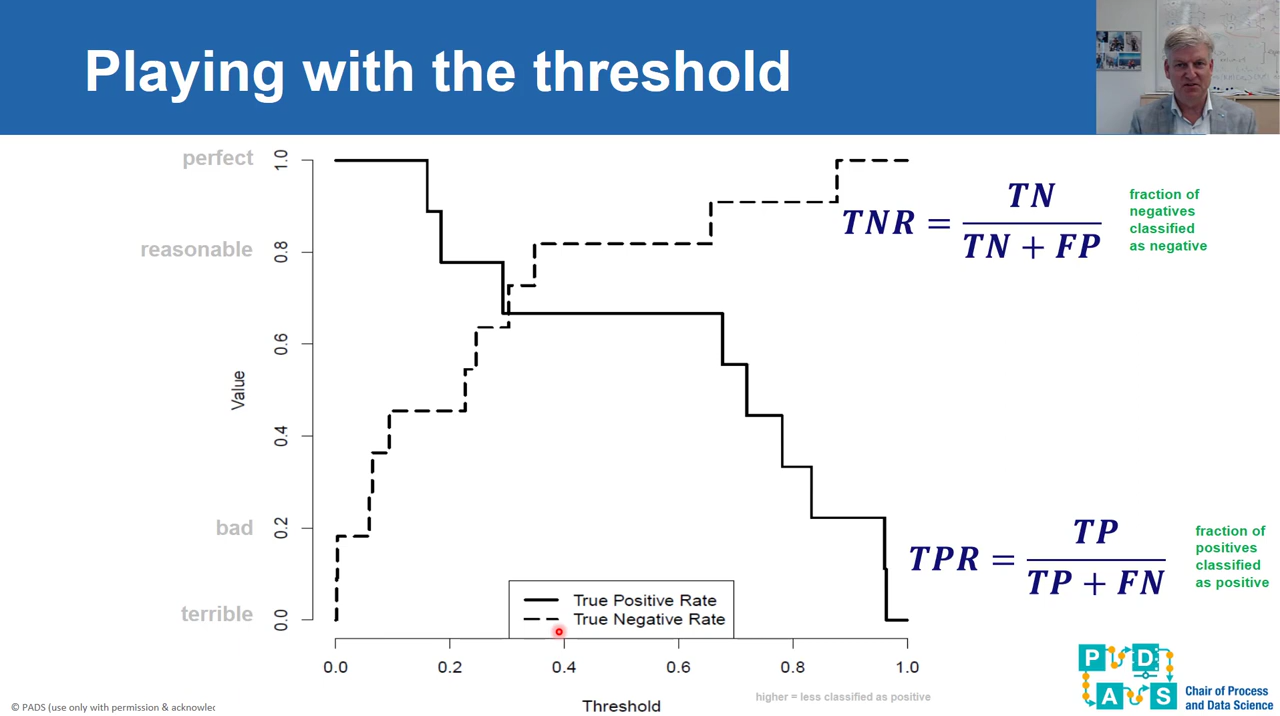 Playing with the threshold
perfect
reasonable
bad
terrible
Value
1.0
0.8
0.6
0.4
0.2
0.0
TNR = TN / TN + FP
fraction of
negatives
classified
as negative
TPR = TP / TP + FN
fraction of
positives
classified
as positive
True Positive Rate
True Negative Rate
0.0 0.2 0.4 0.6 0.8 1.0
Threshold
higher = less classified as positive
© PADS (use only with permission & acknowlec
P D
A S
Chair of Process
and Data Science